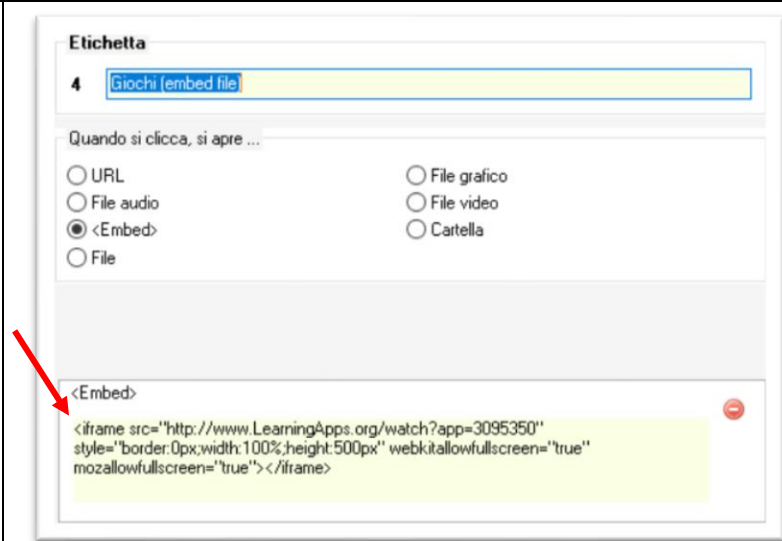 Etichetta
4 Giochi (embed file)
Quando si clicca, si apre ...
URL File grafico
File audio File video
<Embed> Cartella
File
<Embed>
<iframe src="http://www.LearningApps.org/watch?app=3095350"
style="border:0px;width:100%;height:500px" webkitallowfullscreen="true"
mozallowfullscreen="true"></iframe>